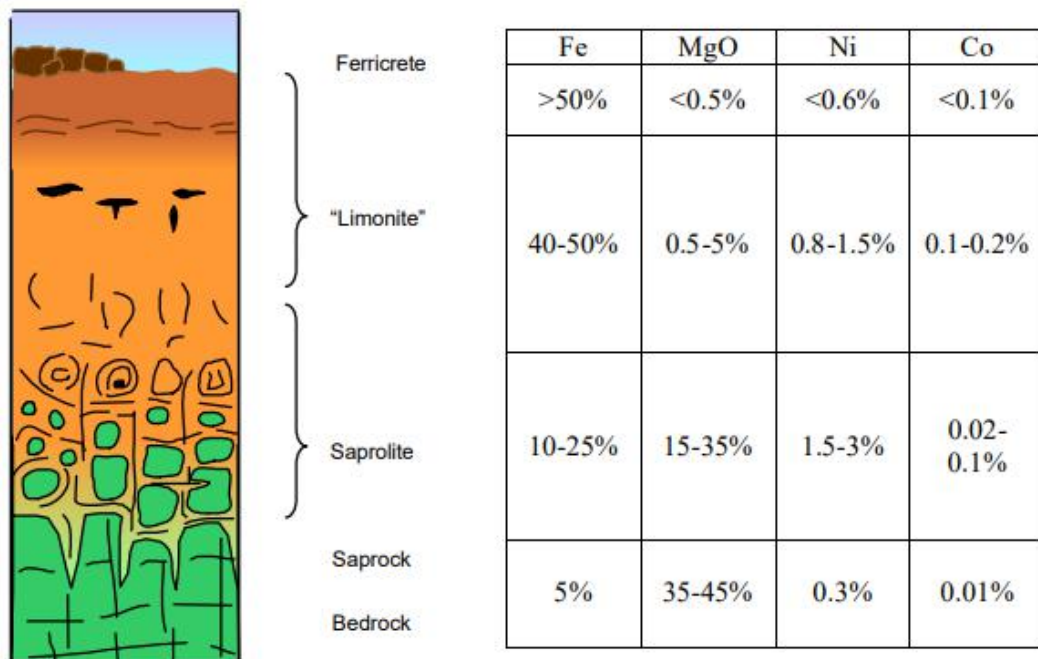 Ferricrete
“Limonite”
Saprolite
Saprock
Bedrock
Fe MgO Ni Co
>50% <0.5% <0.6% <0.1%
40-50% 0.5-5% 0.8-1.5% 0.1-0.2%
10-25% 15-35% 1.5-3% 0.02-
0.1%
5% 35-45% 0.3% 0.01%